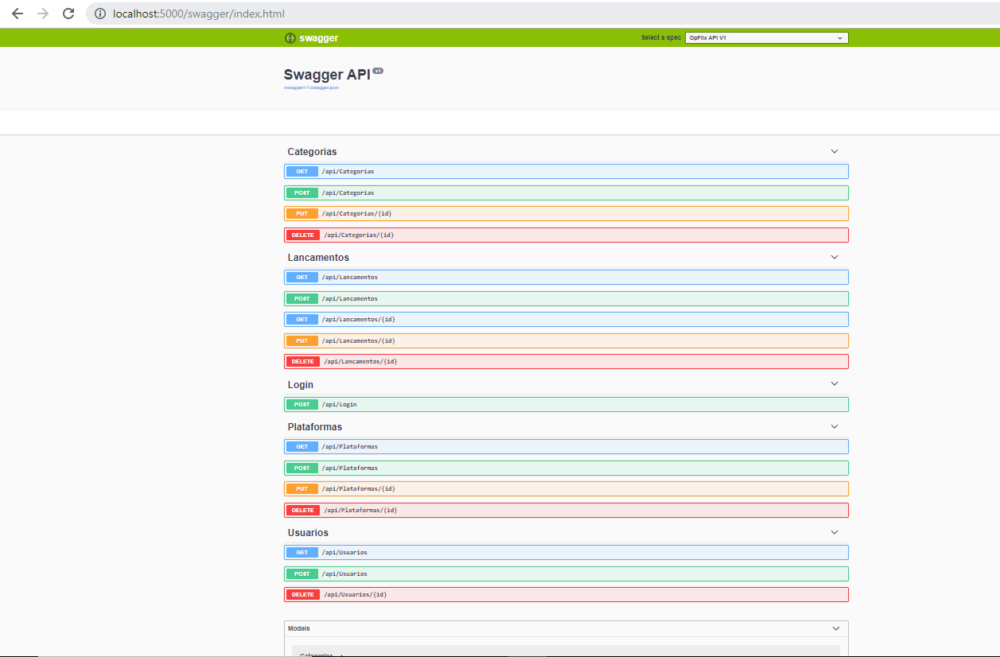 localhost:5000/swagger/index.html
swagger
Select a spec OpFlix API V1
Swagger API v1
/swagger/v1/swagger.json
Categorias
GET /api/Categorias
POST /api/Categorias
PUT /api/Categorias/{id}
DELETE /api/Categorias/{id}
Lancamentos
GET /api/Lancamentos
POST /api/Lancamentos
GET /api/Lancamentos/{id}
PUT /api/Lancamentos/{id}
DELETE /api/Lancamentos/{id}
Login
POST /api/Login
Plataformas
GET /api/Plataformas
POST /api/Plataformas
PUT /api/Plataformas/{id}
DELETE /api/Plataformas/{id}
Usuarios
GET /api/Usuarios
POST /api/Usuarios
DELETE /api/Usuarios/{id}
Models
Categorias